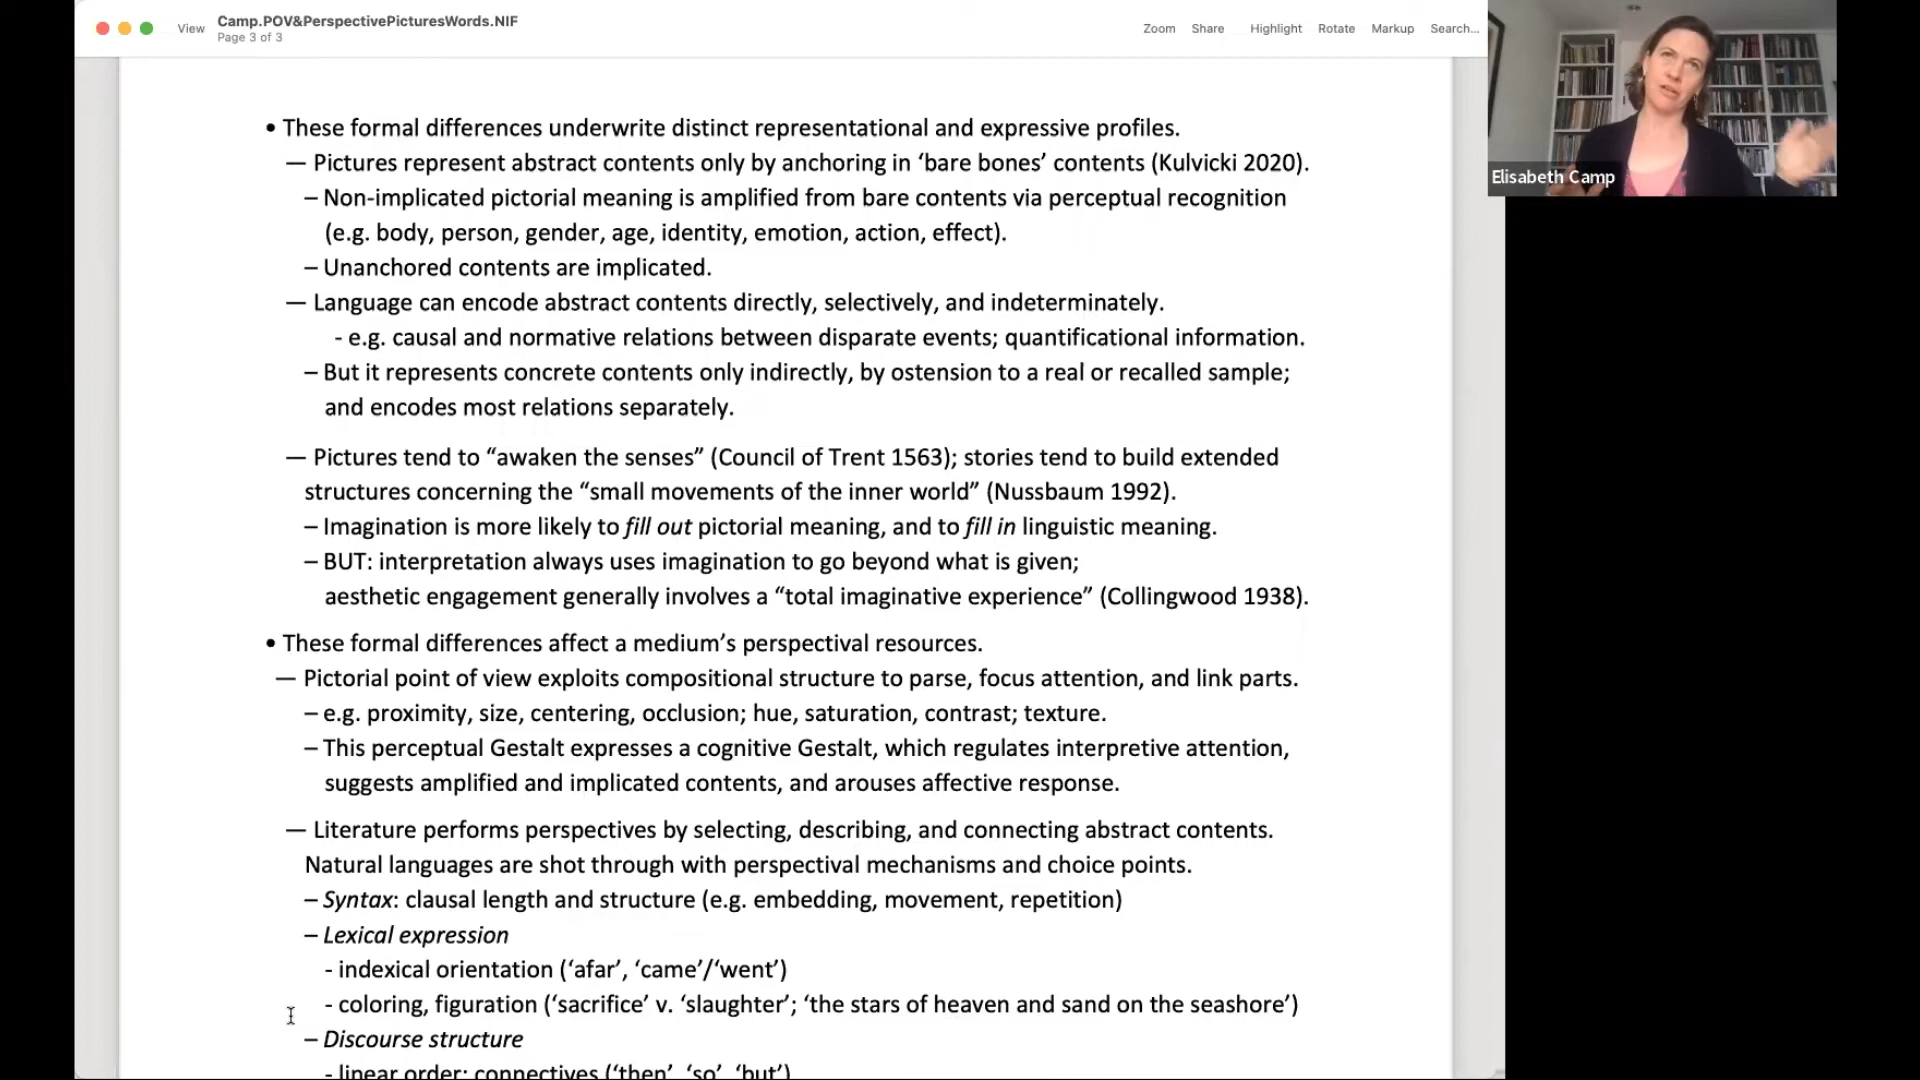 View
Camp.POV&PerspectivePicturesWords.NIF
Page 3 of 3
Zoom Share Highlight Rotate Markup Search...
Elisabeth Camp
• These formal differences underwrite distinct representational and expressive profiles.
— Pictures represent abstract contents only by anchoring in ‘bare bones’ contents (Kulvicki 2020).
– Non-implicated pictorial meaning is amplified from bare contents via perceptual recognition
(e.g. body, person, gender, age, identity, emotion, action, effect).
– Unanchored contents are implicated.
— Language can encode abstract contents directly, selectively, and indeterminately.
- e.g. causal and normative relations between disparate events; quantificational information.
– But it represents concrete contents only indirectly, by ostension to a real or recalled sample;
and encodes most relations separately.
— Pictures tend to “awaken the senses” (Council of Trent 1563); stories tend to build extended
structures concerning the “small movements of the inner world” (Nussbaum 1992).
– Imagination is more likely to fill out pictorial meaning, and to fill in linguistic meaning.
– BUT: interpretation always uses imagination to go beyond what is given;
aesthetic engagement generally involves a “total imaginative experience” (Collingwood 1938).
• These formal differences affect a medium’s perspectival resources.
— Pictorial point of view exploits compositional structure to parse, focus attention, and link parts.
– e.g. proximity, size, centering, occlusion; hue, saturation, contrast; texture.
– This perceptual Gestalt expresses a cognitive Gestalt, which regulates interpretive attention,
suggests amplified and implicated contents, and arouses affective response.
— Literature performs perspectives by selecting, describing, and connecting abstract contents.
Natural languages are shot through with perspectival mechanisms and choice points.
– Syntax: clausal length and structure (e.g. embedding, movement, repetition)
– Lexical expression
- indexical orientation (‘afar’, ‘came’/‘went’)
- coloring, figuration (‘sacrifice’ v. ‘slaughter’; ‘the stars of heaven and sand on the seashore’)
– Discourse structure
- linear order; connectives (‘then’, ‘so’, ‘but’)